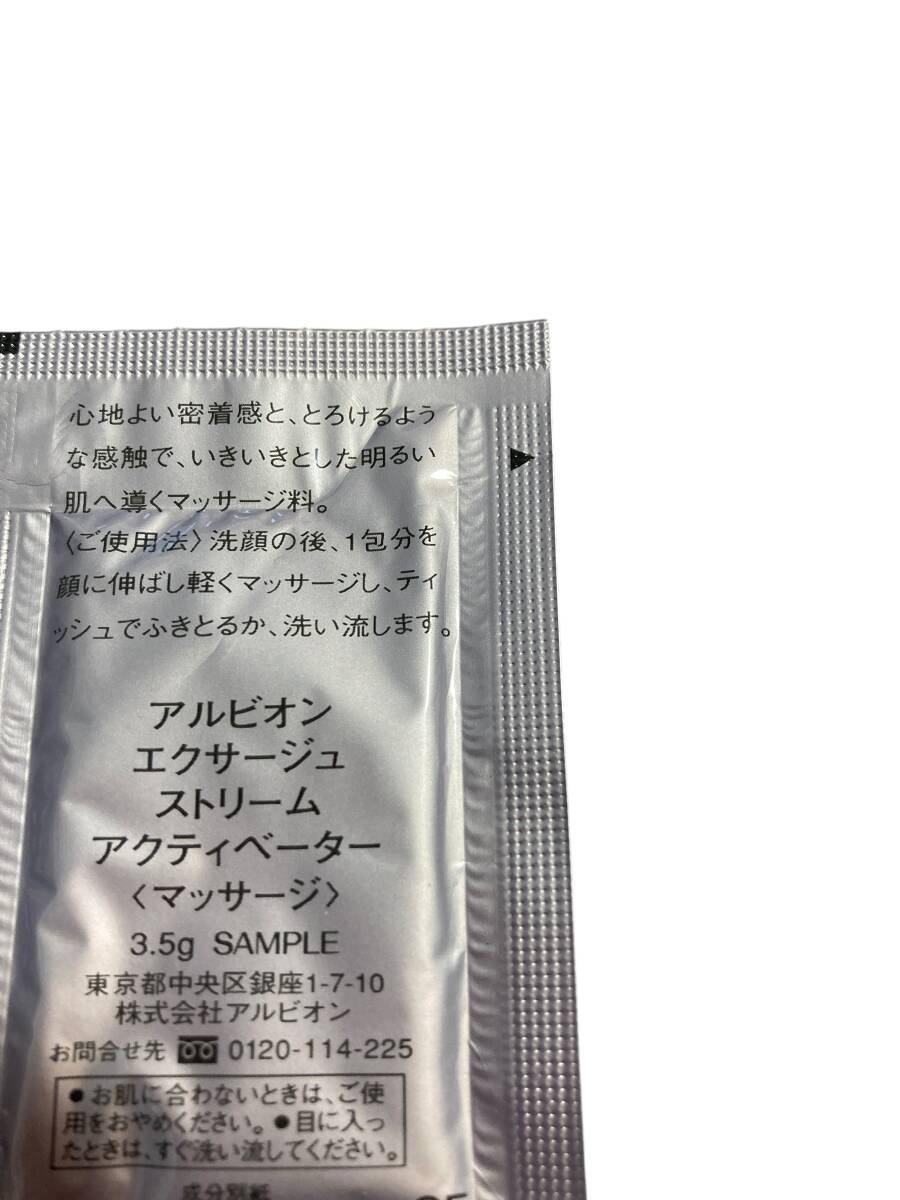 心地よい密着感と、とろけるよう
な感触で、いきいきとした明るい
肌へ導くマッサージ料。
〈ご使用法〉洗顔の後、1包分を
顔に伸ばし軽くマッサージし、ティ
ッシュでふきとるか、洗い流します。
アルビオン
エクサージュ
ストリーム
アクティベーター
〈マッサージ〉
3.5g SAMPLE
東京都中央区銀座1-7-10
株式会社アルビオン
お問合せ先 0120-114-225
●お肌に合わないときは、ご使
用をおやめください。●目に入っ
たときは、すぐ洗い流してください。
成分別紙